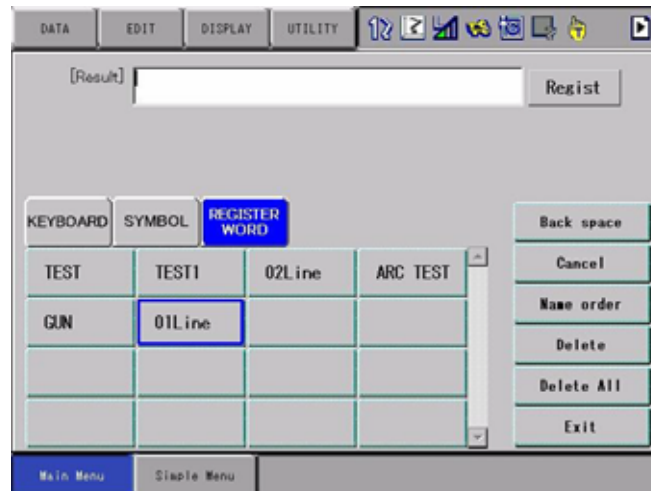 DATA EDIT DISPLAY UTILITY
[Result] Regist
KEYBOARD SYMBOL REGISTER WORD
Back space
TEST TEST1 02Line ARC TEST
Cancel
Name order
GUN 01Line
Delete
Delete All
Exit
Main Menu Simple Menu